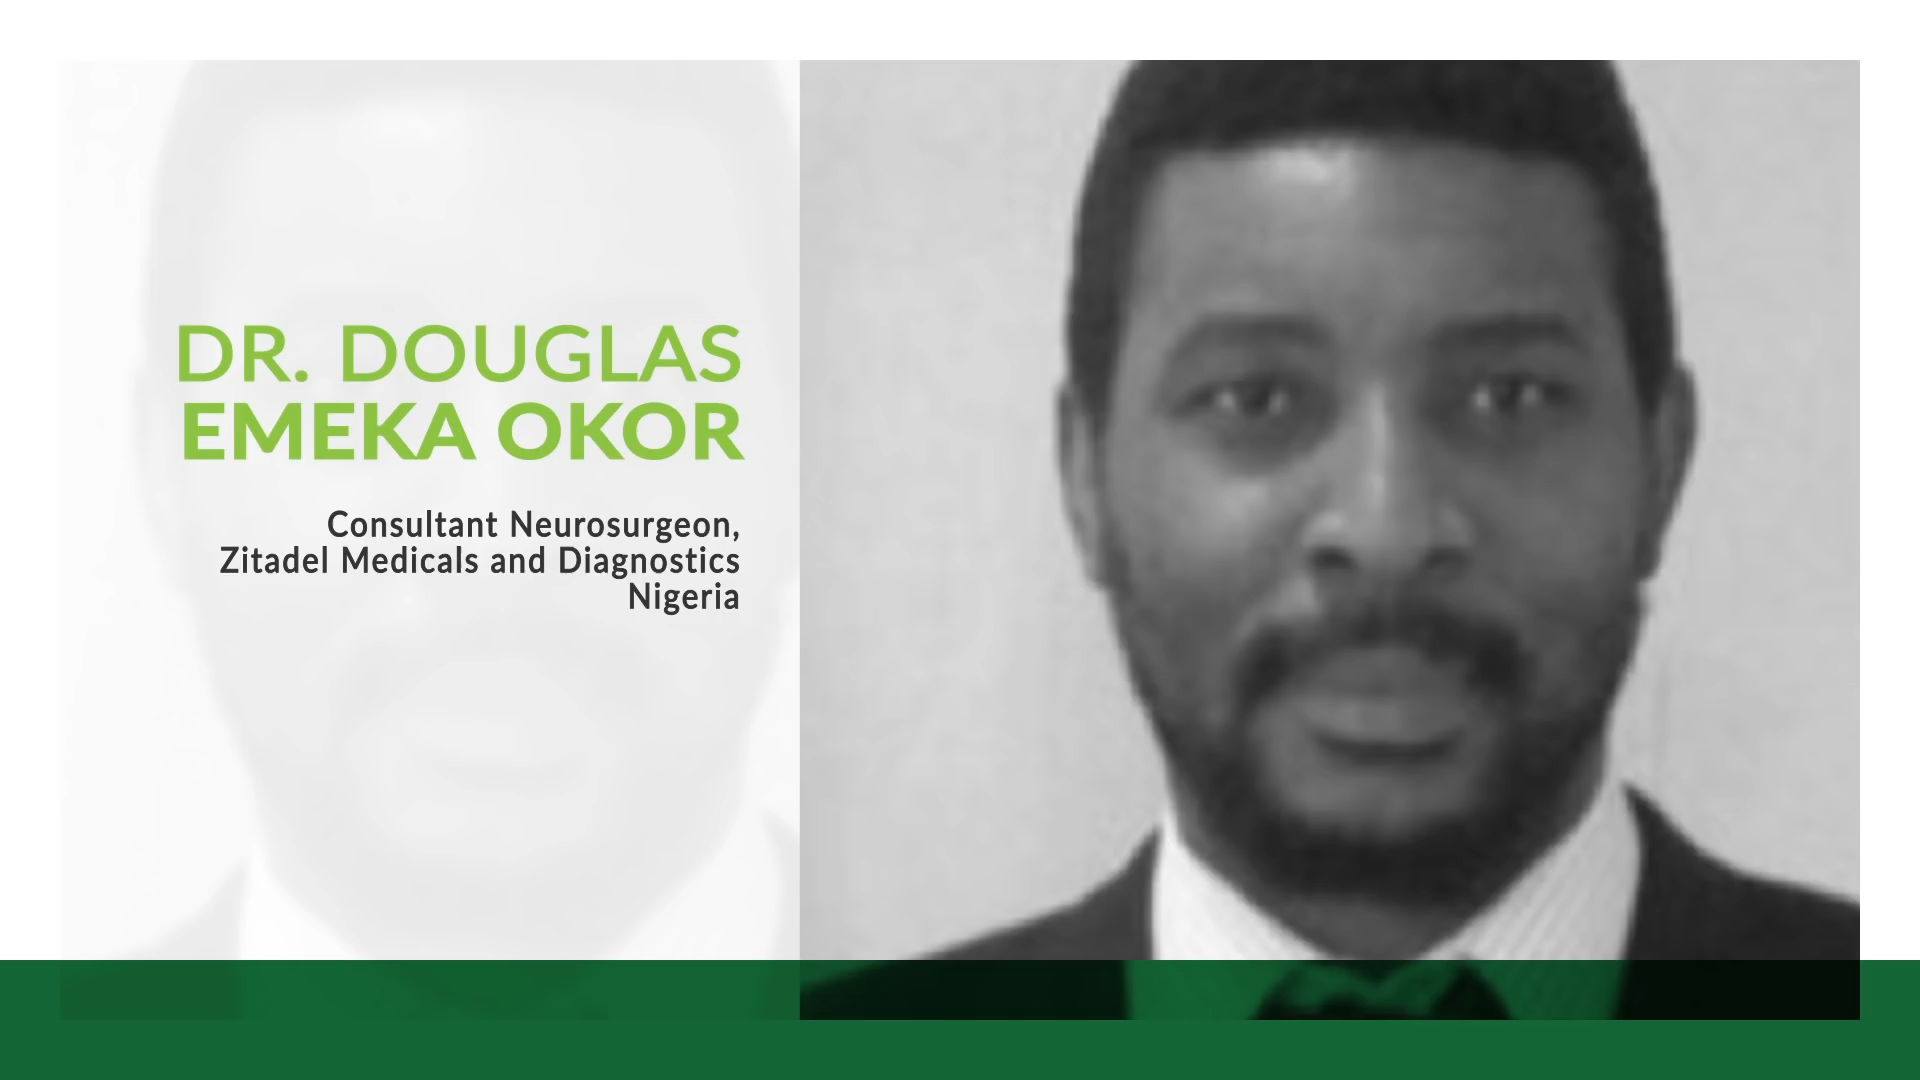 DR. DOUGLAS
EMEKA OKOR
Consultant Neurosurgeon,
Zitadel Medicals and Diagnostics
Nigeria